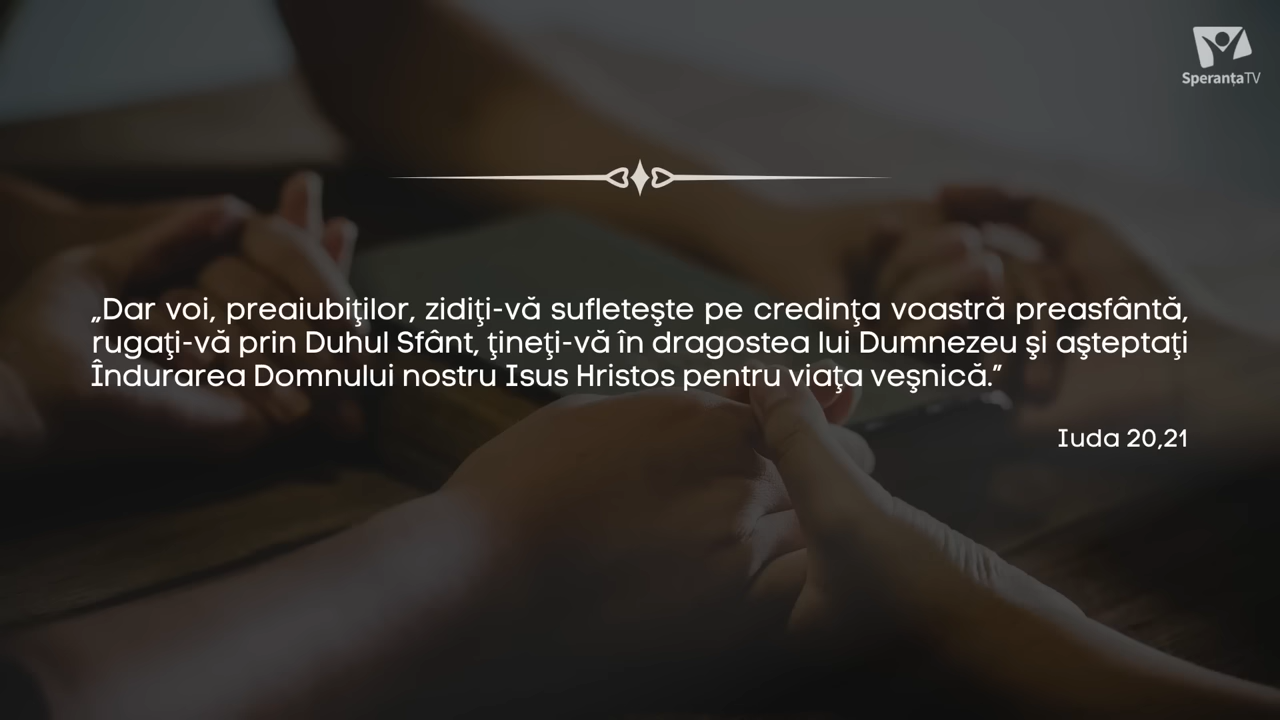 SperanțaTV
„Dar voi, preaiubiţilor, zidiţi-vă sufleteşte pe credinţa voastră preasfântă,
rugaţi-vă prin Duhul Sfânt, ţineţi-vă în dragostea lui Dumnezeu şi aşteptaţi
Îndurarea Domnului nostru Isus Hristos pentru viaţa veşnică.”
Iuda 20,21